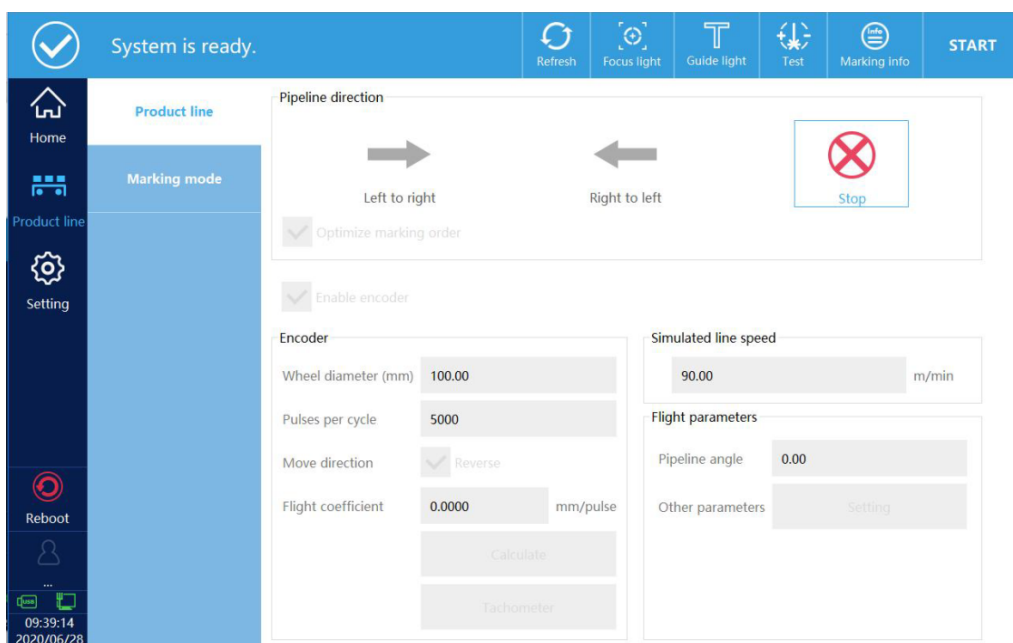 System is ready.
Refresh
Focus light
Guide light
Test
Info
Marking info
START
Home
Product line
Setting
Reboot
...
USB
09:39:14
2020/06/28
Product line
Marking mode
Pipeline direction
Left to right
Right to left
Stop
Optimize marking order
Enable encoder
Encoder
Wheel diameter (mm) 100.00
Pulses per cycle 5000
Move direction Reverse
Flight coefficient 0.0000 mm/pulse
Calculate
Tachometer
Simulated line speed
90.00 m/min
Flight parameters
Pipeline angle 0.00
Other parameters Setting